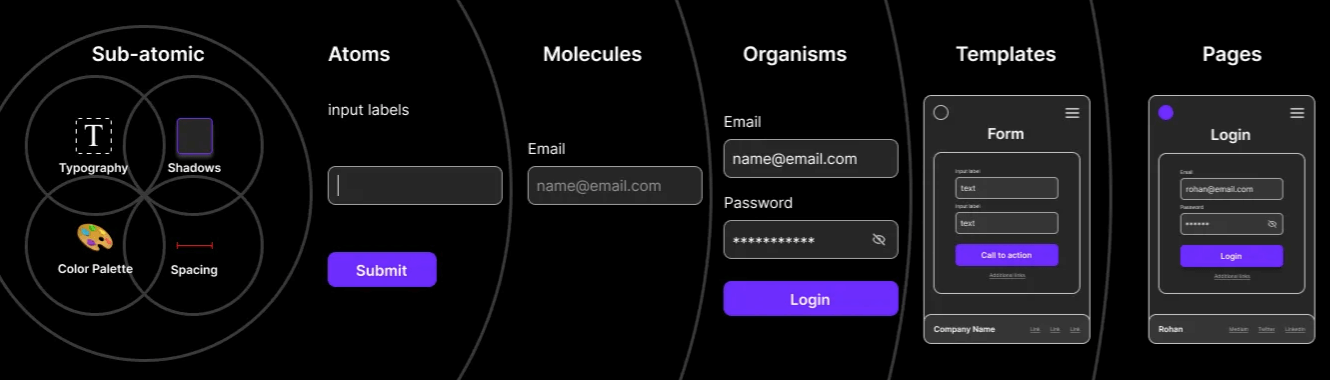 Sub-atomic
T
Typography
Shadows
Color Palette
Spacing
Atoms
input labels
Submit
Molecules
Email
name@email.com
Organisms
Email
name@email.com
Password
***********
Login
Templates
Form
Input label
text
Input label
text
Call to action
Additional links
Company Name
Link Link Link
Pages
Login
Email
rohan@email.com
Password
******
Login
Additional links
Rohan
Medium Twitter LinkedIn